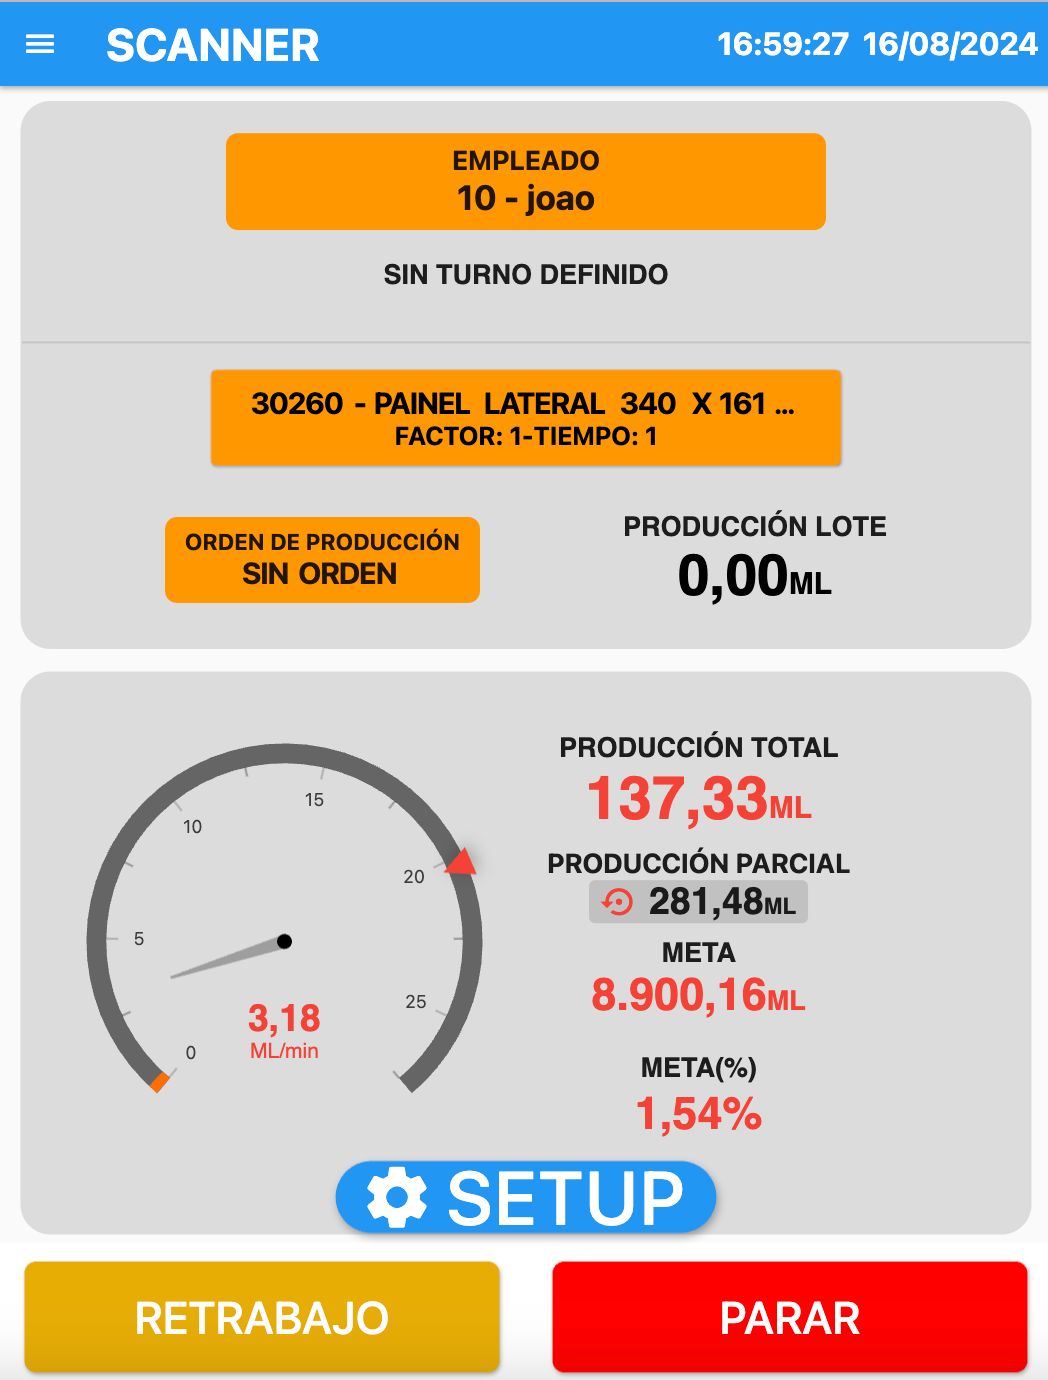 SCANNER 16:59:27 16/08/2024
EMPLEADO
10 - joao
SIN TURNO DEFINIDO
30260 - PAINEL LATERAL 340 X 161 ...
FACTOR: 1-TIEMPO: 1
ORDEN DE PRODUCCIÓN
SIN ORDEN
PRODUCCIÓN LOTE
0,00ML
0
5
10
15
20
25
3,18
ML/min
PRODUCCIÓN TOTAL
137,33ML
PRODUCCIÓN PARCIAL
281,48ML
META
8.900,16ML
META(%)
1,54%
SETUP
RETRABAJO
PARAR